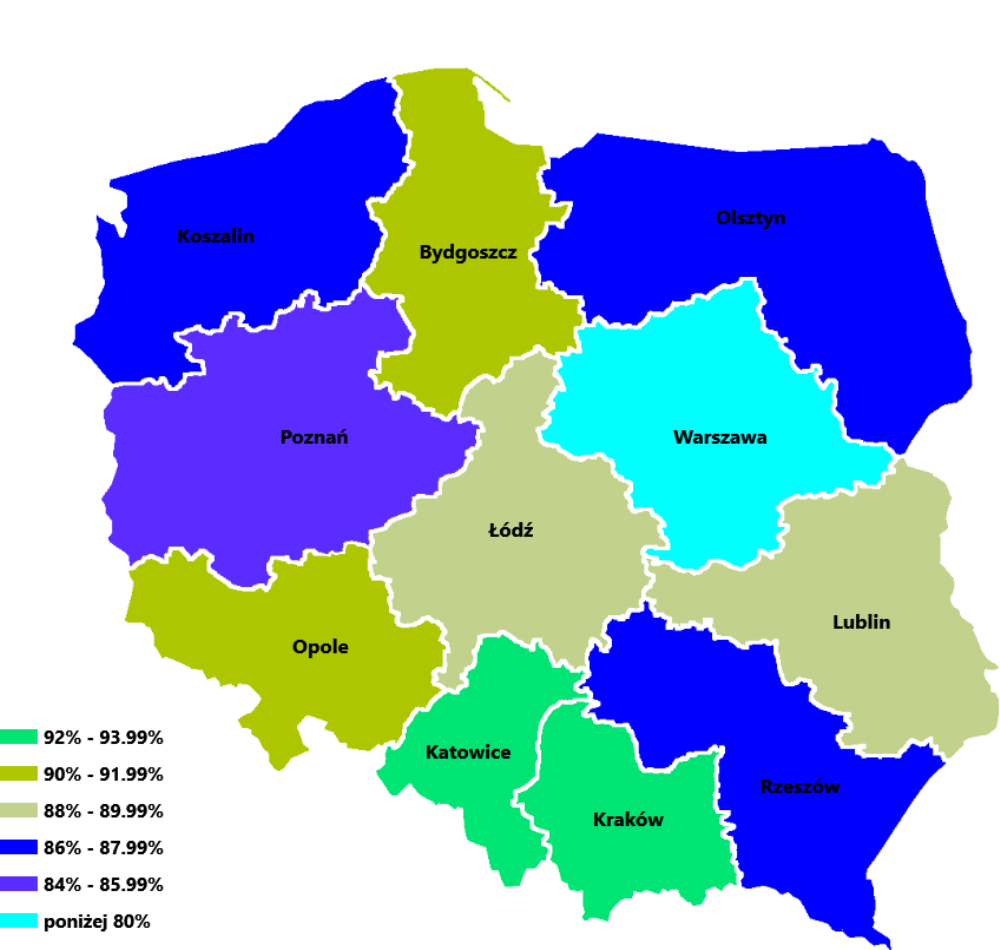 Olsztyn
Koszalin
Bydgoszcz
Poznań
Warszawa
Łódź
Lublin
Opole
Katowice
Rzeszów
Kraków
92% - 93.99%
90% - 91.99%
88% - 89.99%
86% - 87.99%
84% - 85.99%
poniżej 80%